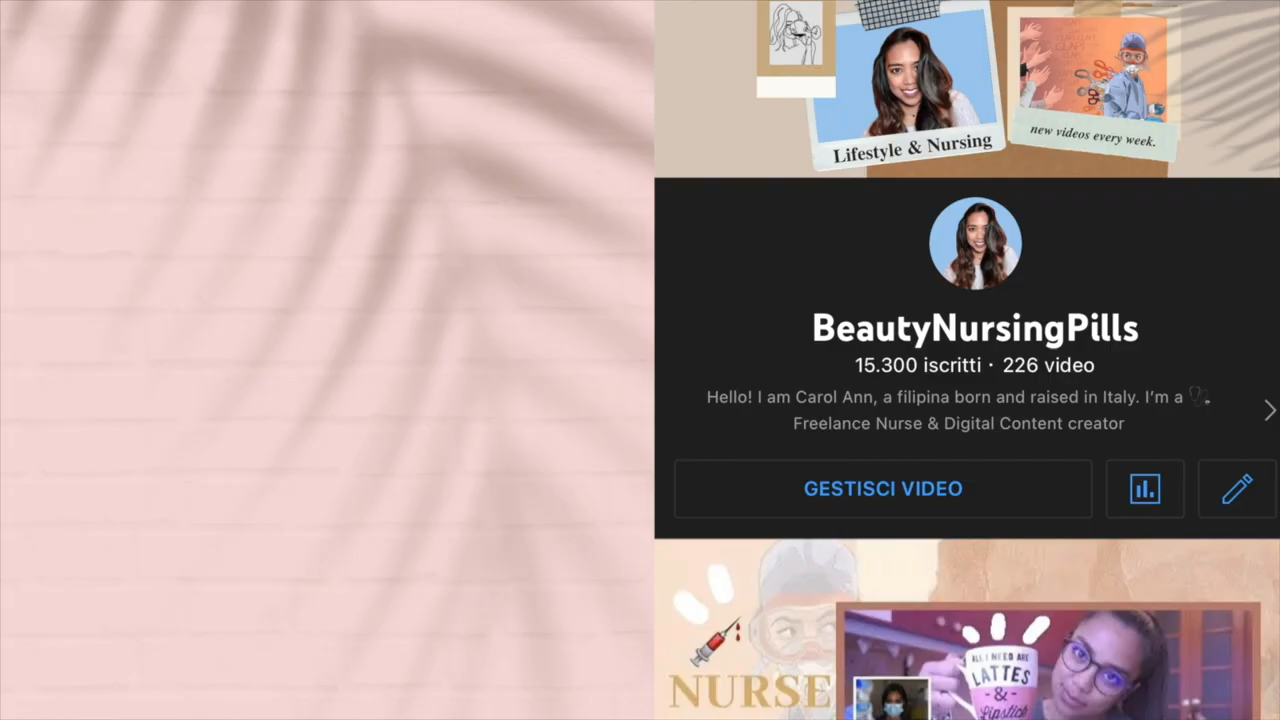 Lifestyle & Nursing
new videos every week.
BeautyNursingPills
15.300 iscritti · 226 video
Hello! I am Carol Ann, a filipina born and raised in Italy. I'm a 🩺
Freelance Nurse & Digital Content creator
GESTISCI VIDEO
NURSE
ALL I NEED ARE
LATTES
-&-
Lipstick